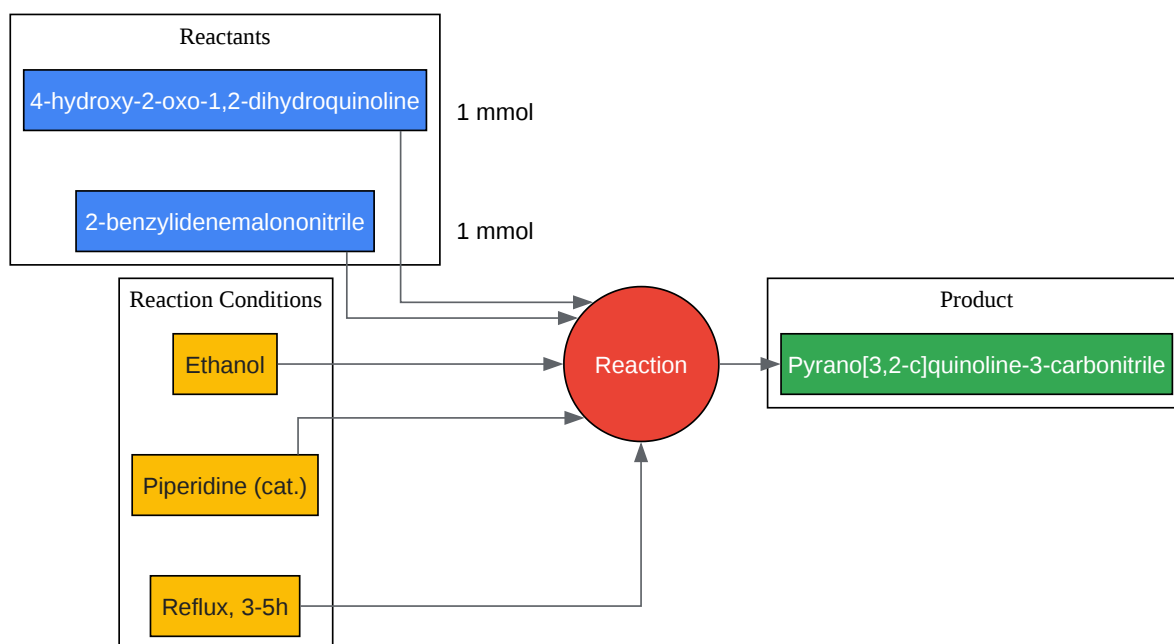 Reactants
4-hydroxy-2-oxo-1,2-dihydroquinoline
1 mmol
2-benzylidenemalononitrile
1 mmol
Reaction Conditions
Ethanol
Piperidine (cat.)
Reflux, 3-5h
Reaction
Product
Pyrano[3,2-c]quinoline-3-carbonitrile